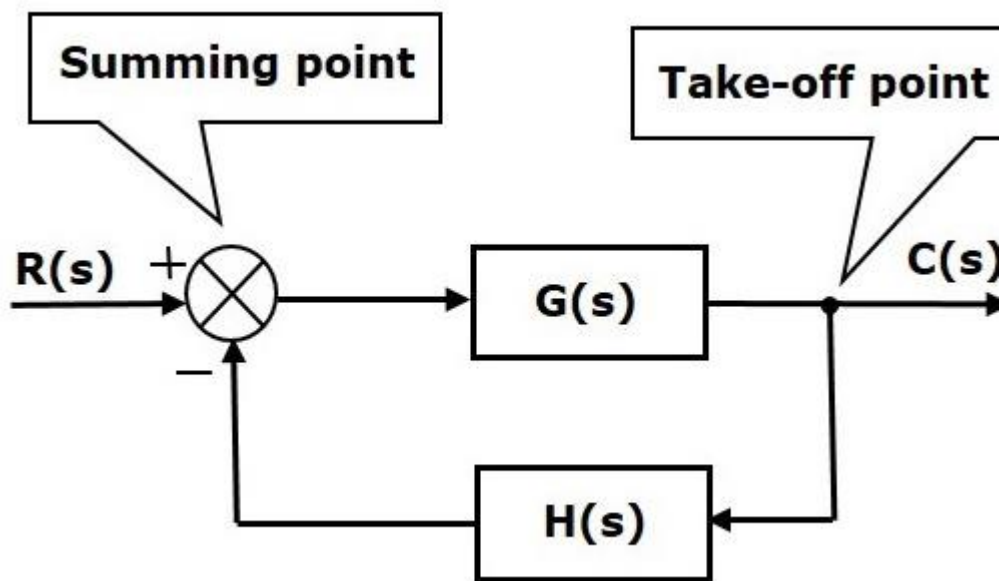 Summing point
Take-off point
R(s)
+
G(s)
C(s)
−
H(s)